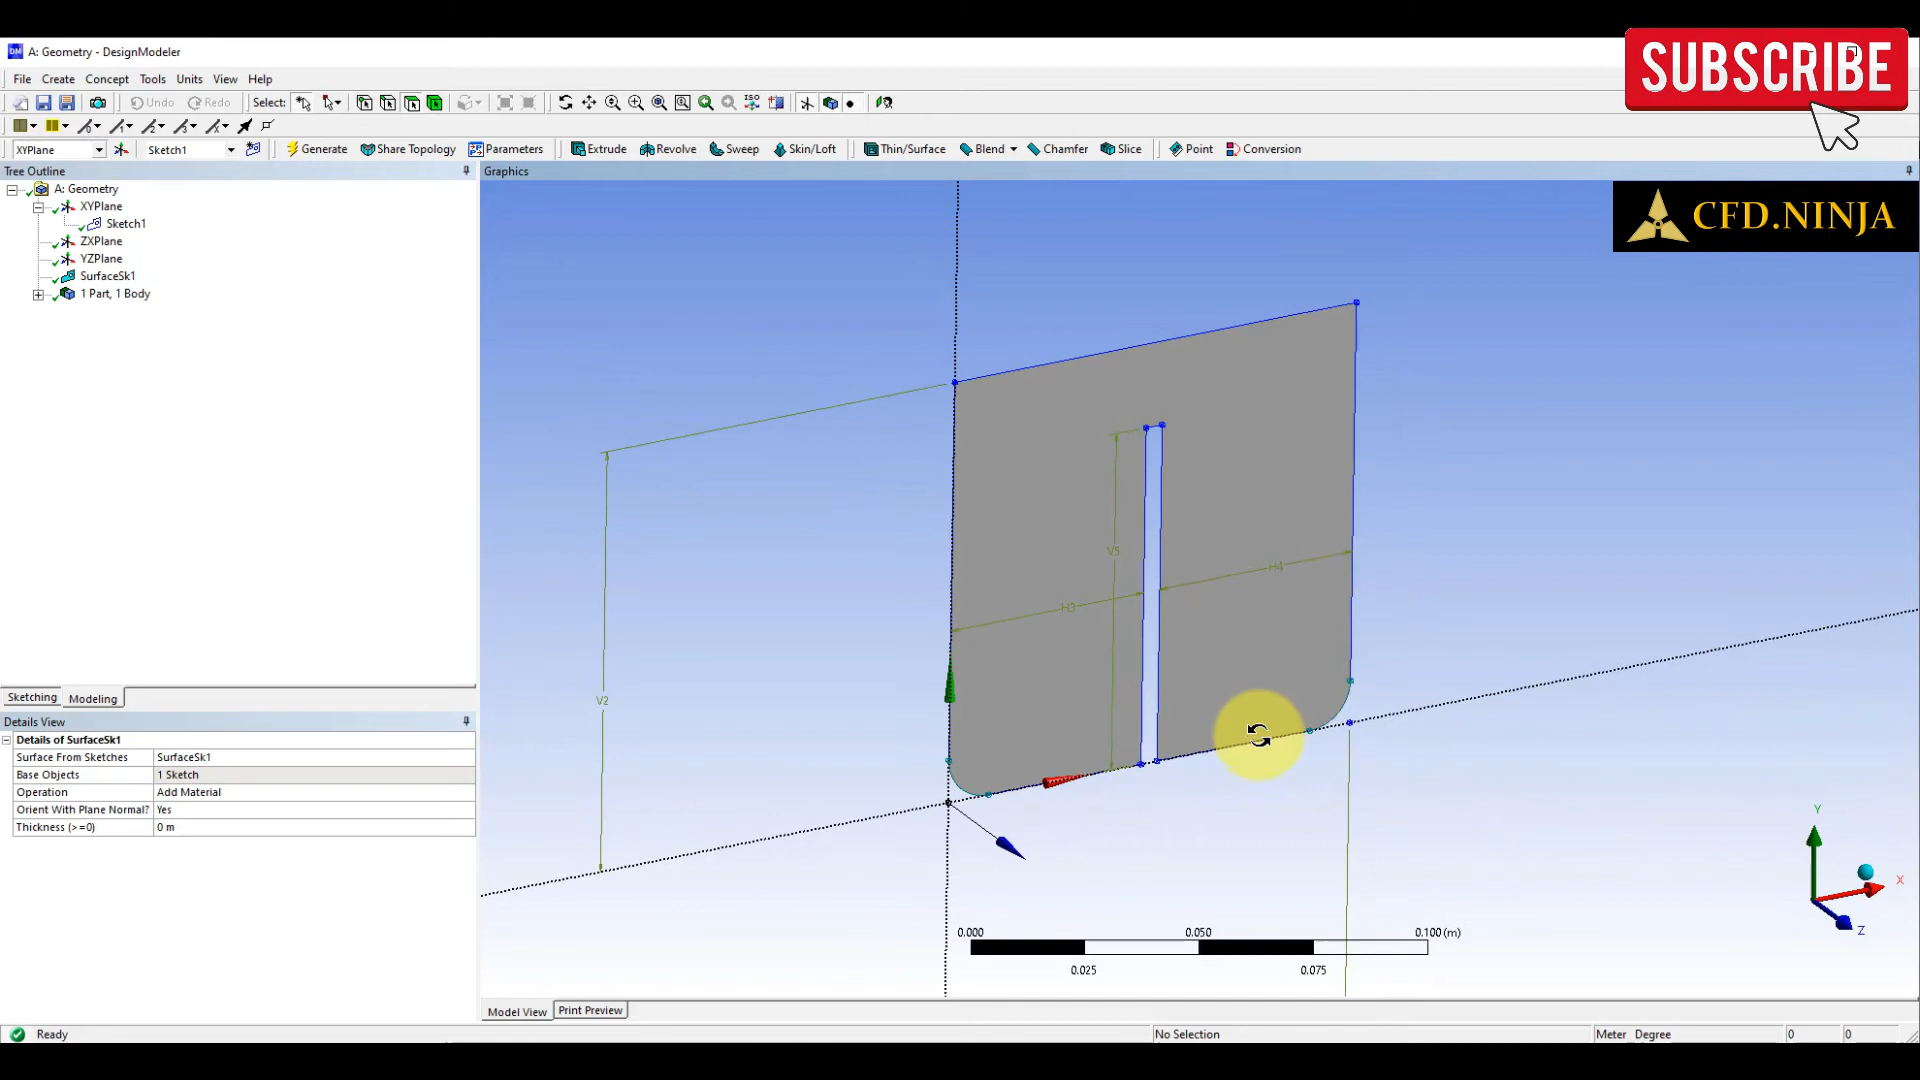 SUBSCRIBE
A: Geometry - DesignModeler
File Create Concept Tools Units View Help
Undo Redo Select:
XYPlane Sketch1 Generate Share Topology Parameters Extrude Revolve Sweep Skin/Loft Thin/Surface Blend Chamfer Slice Point Conversion
Tree Outline
Graphics
CFD.NINJA
A: Geometry
XYPlane
Sketch1
ZXPlane
YZPlane
SurfaceSk1
1 Part, 1 Body
V5
H4
H3
V2
Sketching Modeling
Details View
Details of SurfaceSk1
Surface From Sketches SurfaceSk1
Base Objects 1 Sketch
Operation Add Material
Orient With Plane Normal? Yes
Thickness (>=0) 0 m
Y
X
Z
0.000 0.050 0.100 (m)
0.025 0.075
Model View Print Preview
Ready No Selection Meter Degree 0 0